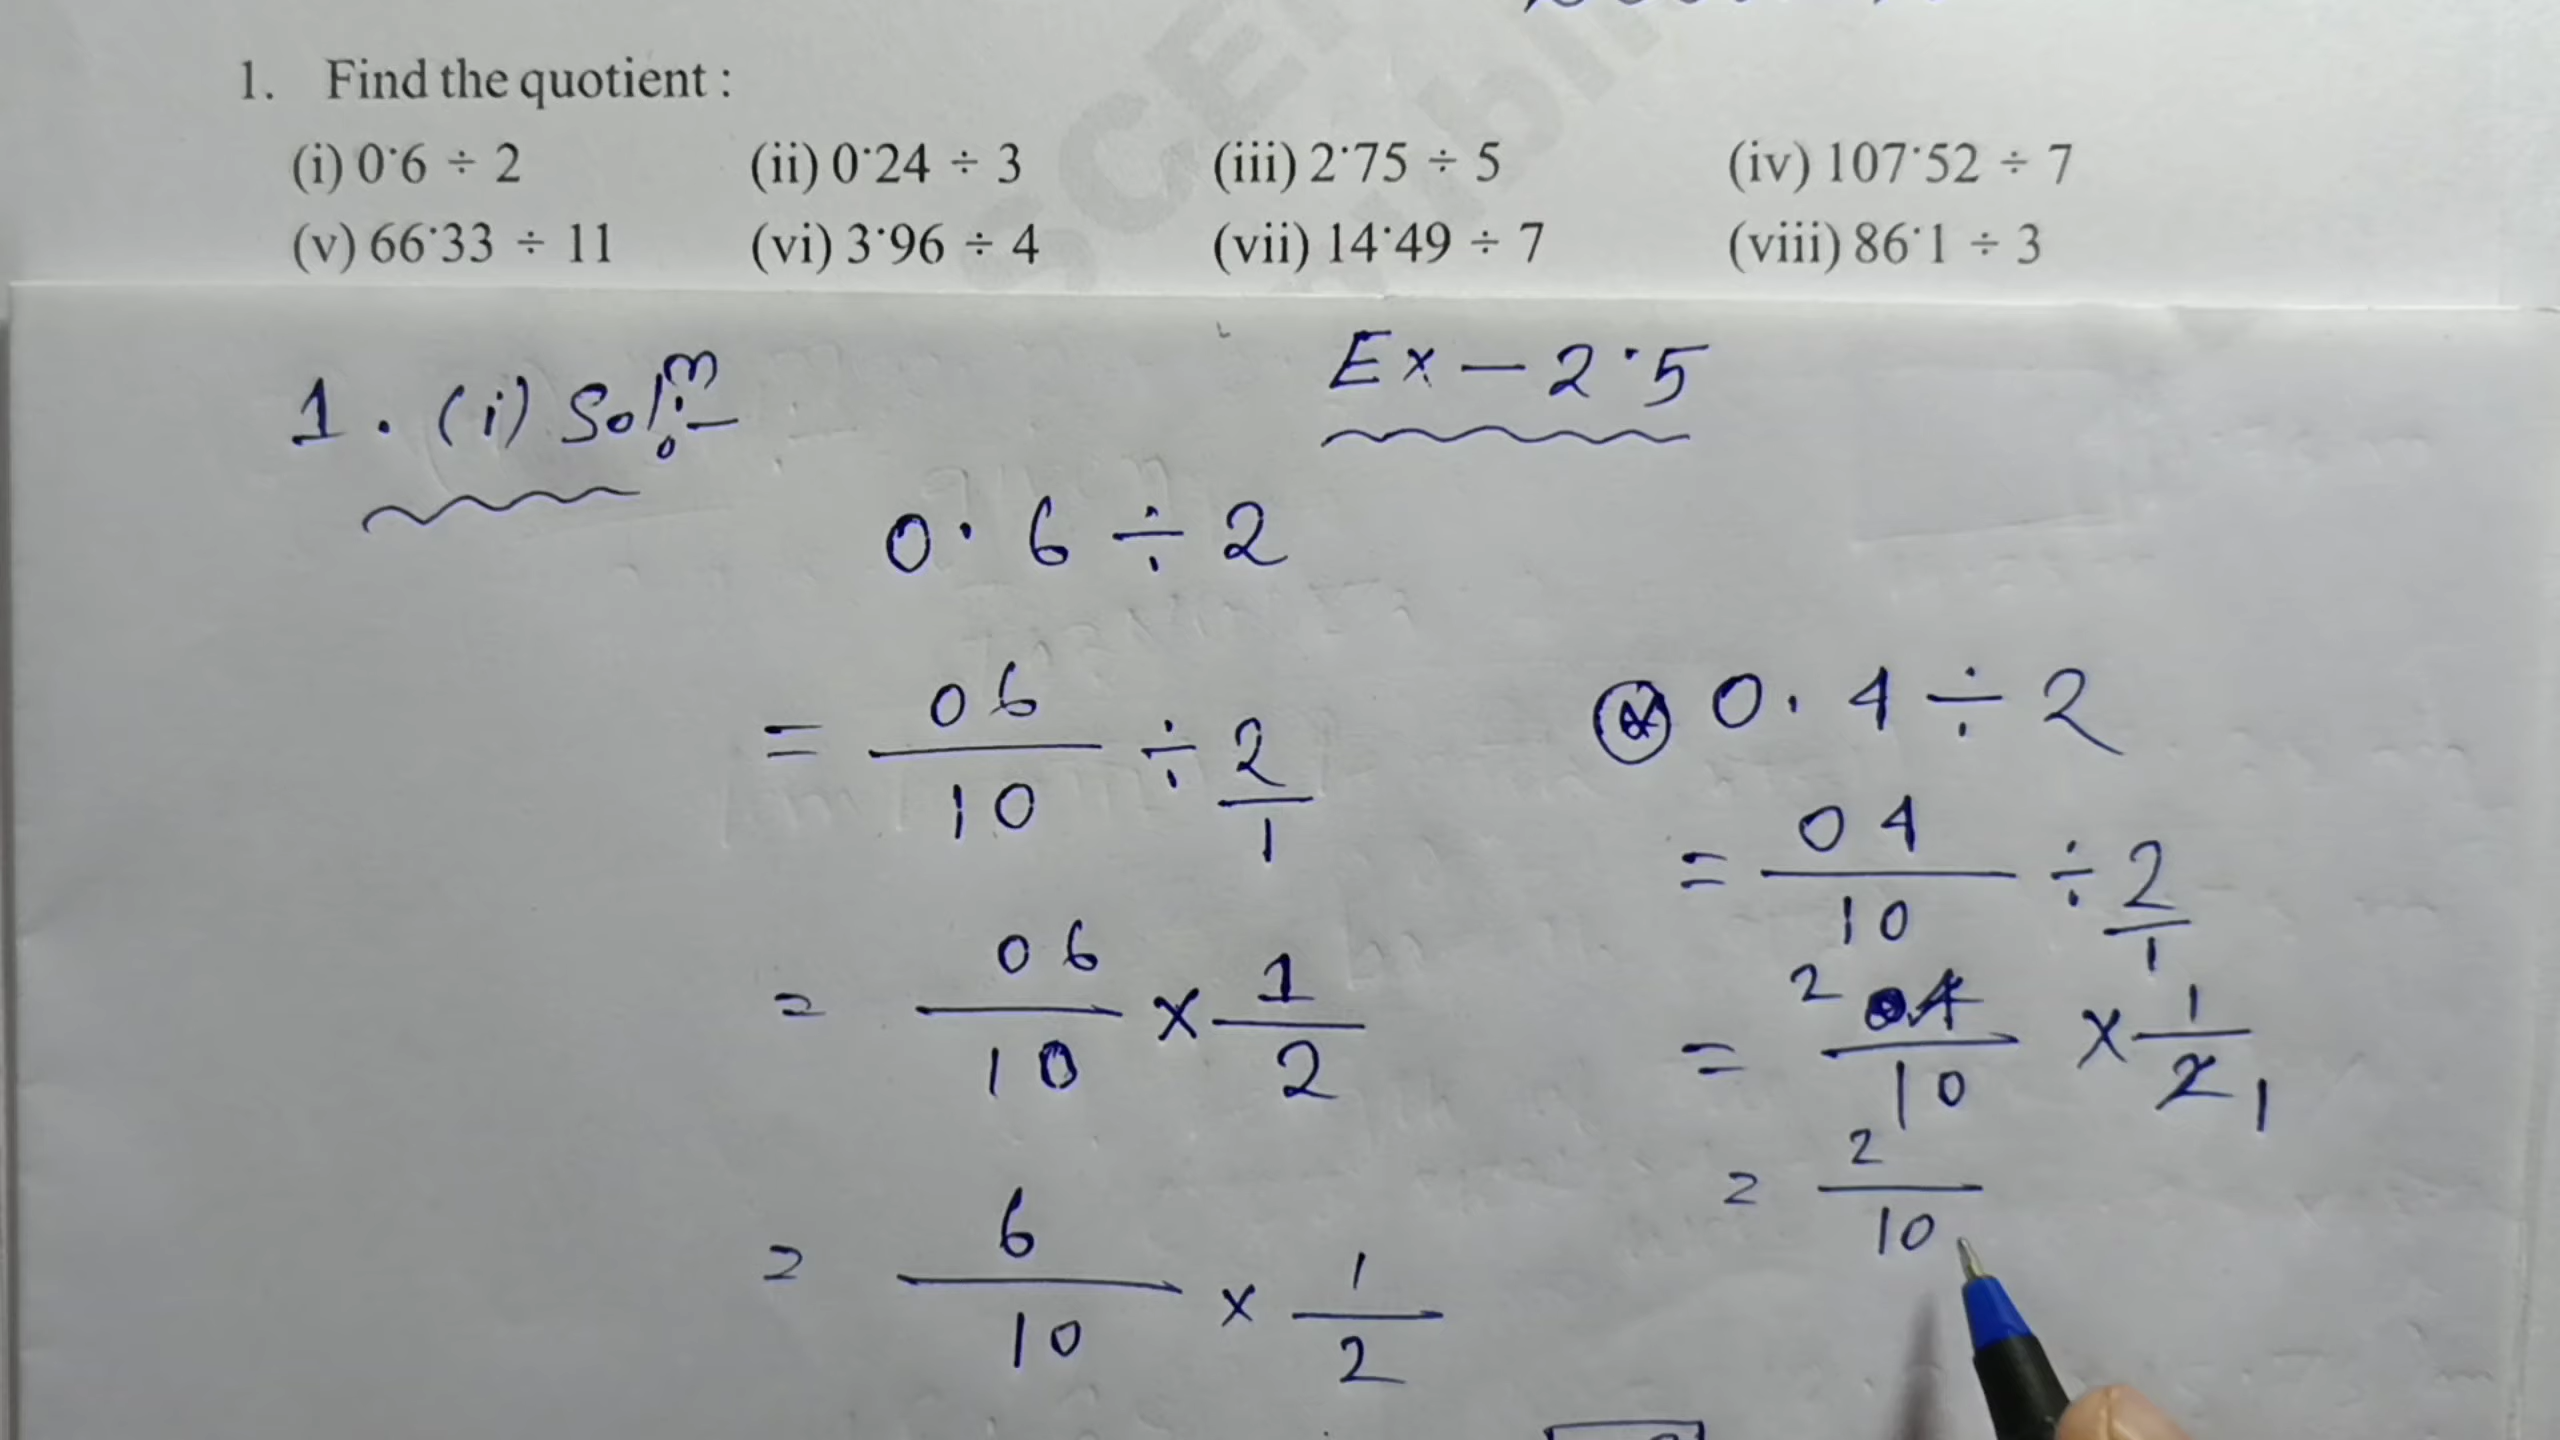 1. Find the quotient :
(i) 0·6 ÷ 2 (ii) 0·24 ÷ 3 (iii) 2·75 ÷ 5 (iv) 107·52 ÷ 7
(v) 66·33 ÷ 11 (vi) 3·96 ÷ 4 (vii) 14·49 ÷ 7 (viii) 86·1 ÷ 3
Ex – 2·5
1. (i) Solⁿ:–
0·6 ÷ 2
= 06/10 ÷ 2/1
= 06/10 × 1/2
= 6/10 × 1/2
0·4 ÷ 2
= 04/10 ÷ 2/1
= 2 04/10 × 1/2 1
= 2/10